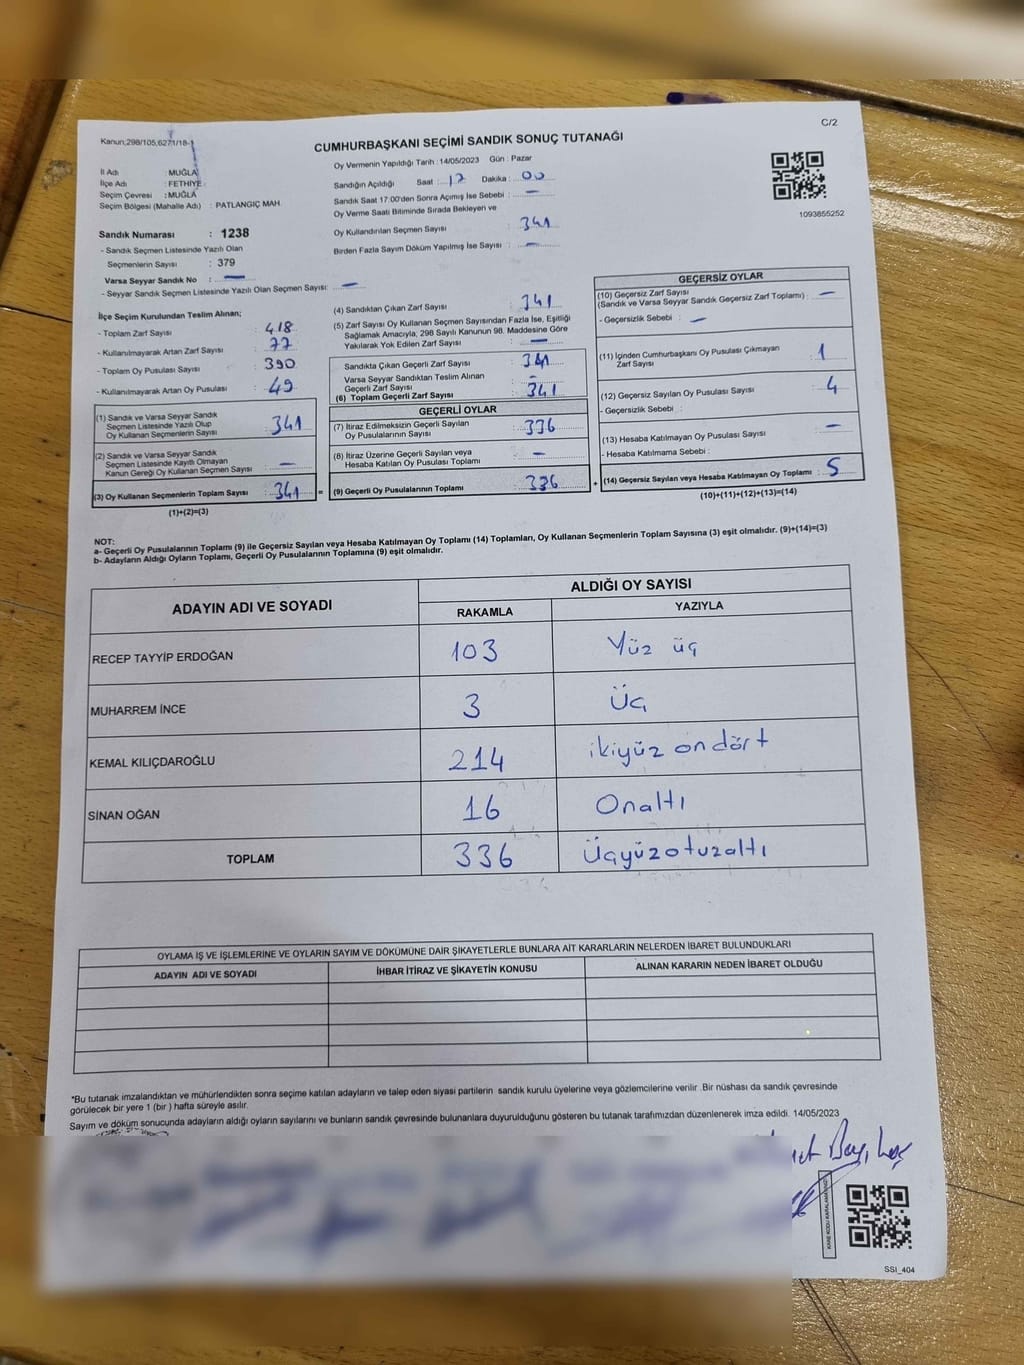 C/2
Kanun;298/105,6271/18-1
CUMHURBAŞKANI SEÇİMİ SANDIK SONUÇ TUTANAĞI
Oy Vermenin Yapıldığı Tarih : 14/05/2023 Gün : Pazar
İl Adı : MUĞLA
İlçe Adı : FETHİYE
Seçim Çevresi : MUĞLA
Seçim Bölgesi (Mahalle Adı) : PATLANGIÇ MAH.
Sandığın Açıldığı Saat : 17 Dakika : 00
Sandık Saat 17:00'den Sonra Açımış İse Sebebi : —
Oy Verme Saati Bitiminde Sırada Bekleyen ve
Oy Kullandırılan Seçmen Sayısı : 341
Birden Fazla Sayım Döküm Yapılmış İse Sayısı : —
1093855252
Sandık Numarası : 1238
- Sandık Seçmen Listesinde Yazılı Olan
Seçmenlerin Sayısı : 379
Varsa Seyyar Sandık No : —
- Seyyar Sandık Seçmen Listesinde Yazılı Olan Seçmen Sayısı: —
İlçe Seçim Kurulundan Teslim Alınan;
- Toplam Zarf Sayısı : 418
- Kullanılmayarak Artan Zarf Sayısı : 77
- Toplam Oy Pusulası Sayısı : 390
- Kullanılmayarak Artan Oy Pusulası : 49
(1) Sandık ve Varsa Seyyar Sandık
Seçmen Listesinde Yazılı Olup
Oy Kullanan Seçmenlerin Sayısı : 341
(2) Sandık ve Varsa Seyyar Sandık
Seçmen Listesinde Kayıtlı Olmayan
Kanun Gereği Oy Kullanan Seçmen Sayısı : —
(3) Oy Kullanan Seçmenlerin Toplam Sayısı : 341 =
(1)+(2)=(3)
(4) Sandıktan Çıkan Zarf Sayısı : 341
(5) Zarf Sayısı Oy Kullanan Seçmen Sayısından Fazla İse, Eşitliği
Sağlamak Amacıyla, 298 Sayılı Kanunun 98. Maddesine Göre
Yakılarak Yok Edilen Zarf Sayısı : —
Sandıkta Çıkan Geçerli Zarf Sayısı : 341
Varsa Seyyar Sandıktan Teslim Alınan
Geçerli Zarf Sayısı : —
(6) Toplam Geçerli Zarf Sayısı : 341
GEÇERLİ OYLAR
(7) İtiraz Edilmeksizin Geçerli Sayılan
Oy Pusulalarının Sayısı : 336
(8) İtiraz Üzerine Geçerli Sayılan veya
Hesaba Katılan Oy Pusulası Toplamı : —
(9) Geçerli Oy Pusulalarının Toplamı : 336 +
GEÇERSİZ OYLAR
(10) Geçersiz Zarf Sayısı
(Sandık ve Varsa Seyyar Sandık Geçersiz Zarf Toplamı) : —
- Geçersizlik Sebebi : —
(11) İçinden Cumhurbaşkanı Oy Pusulası Çıkmayan
Zarf Sayısı : 1
(12) Geçersiz Sayılan Oy Pusulası Sayısı : 4
- Geçersizlik Sebebi :
(13) Hesaba Katılmayan Oy Pusulası Sayısı : —
- Hesaba Katılmama Sebebi :
(14) Geçersiz Sayılan veya Hesaba Katılmayan Oy Toplamı : 5
(10)+(11)+(12)+(13)=(14)
NOT:
a- Geçerli Oy Pusulalarının Toplamı (9) ile Geçersiz Sayılan veya Hesaba Katılmayan Oy Toplamı (14) Toplamları, Oy Kullanan Seçmenlerin Toplam Sayısına (3) eşit olmalıdır. (9)+(14)=(3)
b- Adayların Aldığı Oyların Toplamı, Geçerli Oy Pusulalarının Toplamına (9) eşit olmalıdır.
ADAYIN ADI VE SOYADI ALDIĞI OY SAYISI
RAKAMLA YAZIYLA
RECEP TAYYİP ERDOĞAN 103 Yüz üç
MUHARREM İNCE 3 Üç
KEMAL KILIÇDAROĞLU 214 ikiyüz ondört
SİNAN OĞAN 16 Onaltı
TOPLAM 336 Üçyüzotuzaltı
OYLAMA İŞ VE İŞLEMLERİNE VE OYLARIN SAYIM VE DÖKÜMÜNE DAİR ŞİKAYETLERLE BUNLARA AİT KARARLARIN NELERDEN İBARET BULUNDUKLARI
ADAYIN ADI VE SOYADI İHBAR İTİRAZ VE ŞİKAYETİN KONUSU ALINAN KARARIN NEDEN İBARET OLDUĞU
*Bu tutanak imzalandıktan ve mühürlendikten sonra seçime katılan adayların ve talep eden siyasi partilerin sandık kurulu üyelerine veya gözlemcilerine verilir .Bir nüshası da sandık çevresinde
görülecek bir yere 1 (bir ) hafta süreyle asılır.
Sayım ve döküm sonucunda adayların aldığı oyların sayılarını ve bunların sandık çevresinde bulunanlara duyurulduğunu gösteren bu tutanak tarafımızdan düzenlenerek imza edildi. 14/05/2023
KARE KODU KARALAMAYINIZ
SSI_404